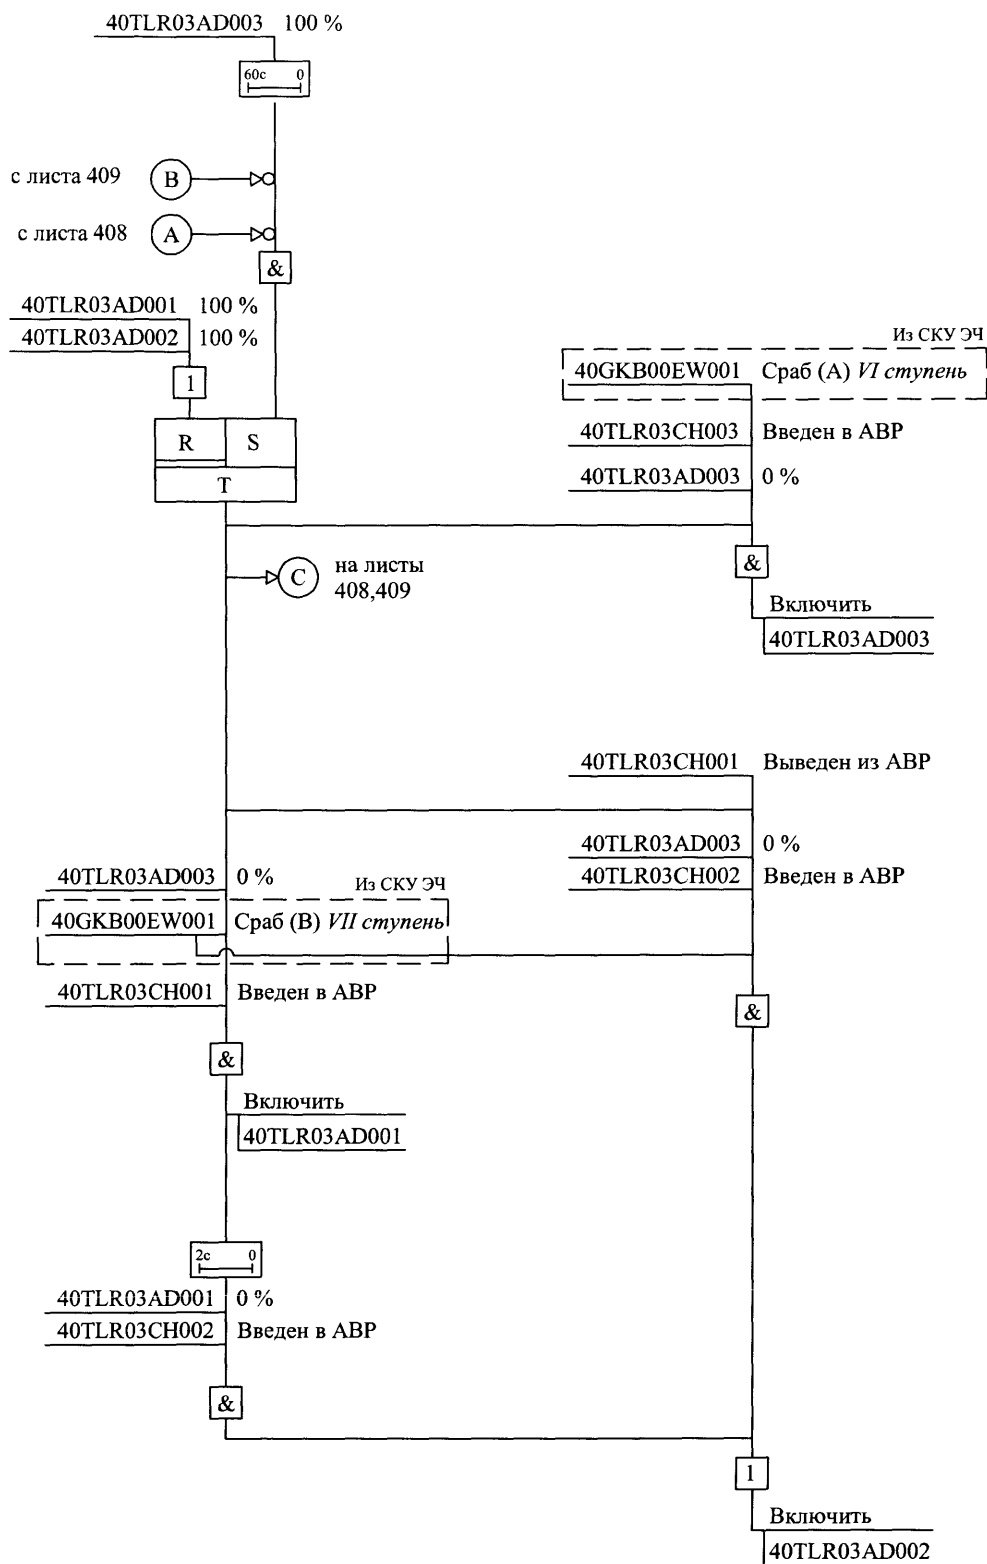 40TLR03AD003 100 %
60с 0
с листа 409 B
с листа 408 A
&
40TLR03AD001 100 %
40TLR03AD002 100 %
1
R S
T
Из СКУ ЭЧ
40GKB00EW001 Сраб (А) VI ступень
40TLR03CH003 Введен в АВР
40TLR03AD003 0 %
&
C на листы
408,409
Включить
40TLR03AD003
40TLR03CH001 Выведен из АВР
40TLR03AD003 0 %
40TLR03CH002 Введен в АВР
40TLR03AD003 0 %
Из СКУ ЭЧ
40GKB00EW001 Сраб (В) VII ступень
40TLR03CH001 Введен в АВР
&
&
Включить
40TLR03AD001
2с 0
40TLR03AD001 0 %
40TLR03CH002 Введен в АВР
&
1
Включить
40TLR03AD002